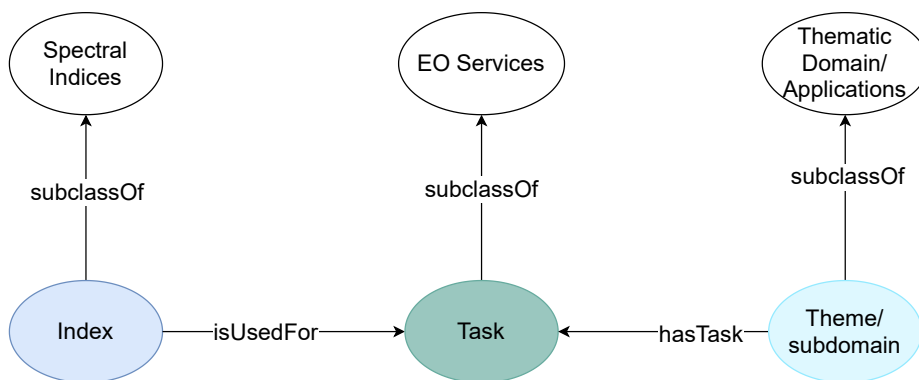 Spectral
Indices
EO Services
Thematic
Domain/
Applications
subclassOf
subclassOf
subclassOf
Index
isUsedFor
Task
hasTask
Theme/
subdomain